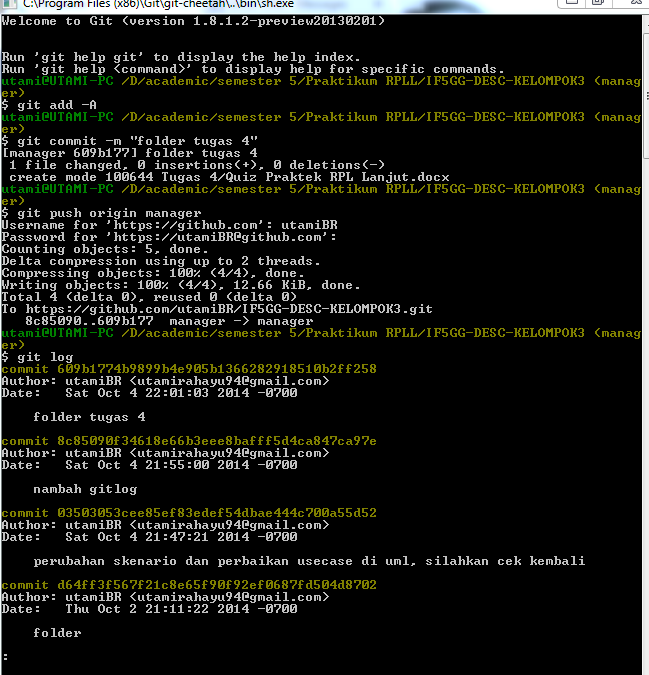 C:\Program Files (x86)\Git\git-cheetah\..\bin\sh.exe
Welcome to Git (version 1.8.1.2-preview20130201)
Run 'git help git' to display the help index.
Run 'git help <command>' to display help for specific commands.
utami@UTAMI-PC /D/academic/semester 5/Praktikum RPLL/IF5GG-DESC-KELOMPOK3 (manag
er)
$ git add -A
utami@UTAMI-PC /D/academic/semester 5/Praktikum RPLL/IF5GG-DESC-KELOMPOK3 (manag
er)
$ git commit -m "folder tugas 4"
[manager 609b177] folder tugas 4
1 file changed, 0 insertions(+), 0 deletions(-)
create mode 100644 Tugas 4/Quiz Praktek RPL Lanjut.docx
utami@UTAMI-PC /D/academic/semester 5/Praktikum RPLL/IF5GG-DESC-KELOMPOK3 (manag
er)
$ git push origin manager
Username for 'https://github.com': utamiBR
Password for 'https://utamiBR@github.com':
Counting objects: 5, done.
Delta compression using up to 2 threads.
Compressing objects: 100% (4/4), done.
Writing objects: 100% (4/4), 12.66 KiB, done.
Total 4 (delta 0), reused 0 (delta 0)
To https://github.com/utamiBR/IF5GG-DESC-KELOMPOK3.git
8c85090..609b177  manager -> manager
utami@UTAMI-PC /D/academic/semester 5/Praktikum RPLL/IF5GG-DESC-KELOMPOK3 (manag
er)
$ git log
commit 609b1774b9899b4e905b1366282918510b2ff258
Author: utamiBR <utamirahayu94@gmail.com>
Date:   Sat Oct 4 22:01:03 2014 -0700
folder tugas 4
commit 8c85090f34618e66b3eee8bafff5d4ca847ca97e
Author: utamiBR <utamirahayu94@gmail.com>
Date:   Sat Oct 4 21:55:00 2014 -0700
nambah gitlog
commit 03503053cee85ef83edef54dbae444c700a55d52
Author: utamiBR <utamirahayu94@gmail.com>
Date:   Sat Oct 4 21:47:21 2014 -0700
perubahan skenario dan perbaikan usecase di uml, silahkan cek kembali
commit d64ff3f567f21c8e65f90f92ef0687fd504d8702
Author: utamiBR <utamirahayu94@gmail.com>
Date:   Thu Oct 2 21:11:22 2014 -0700
folder
: